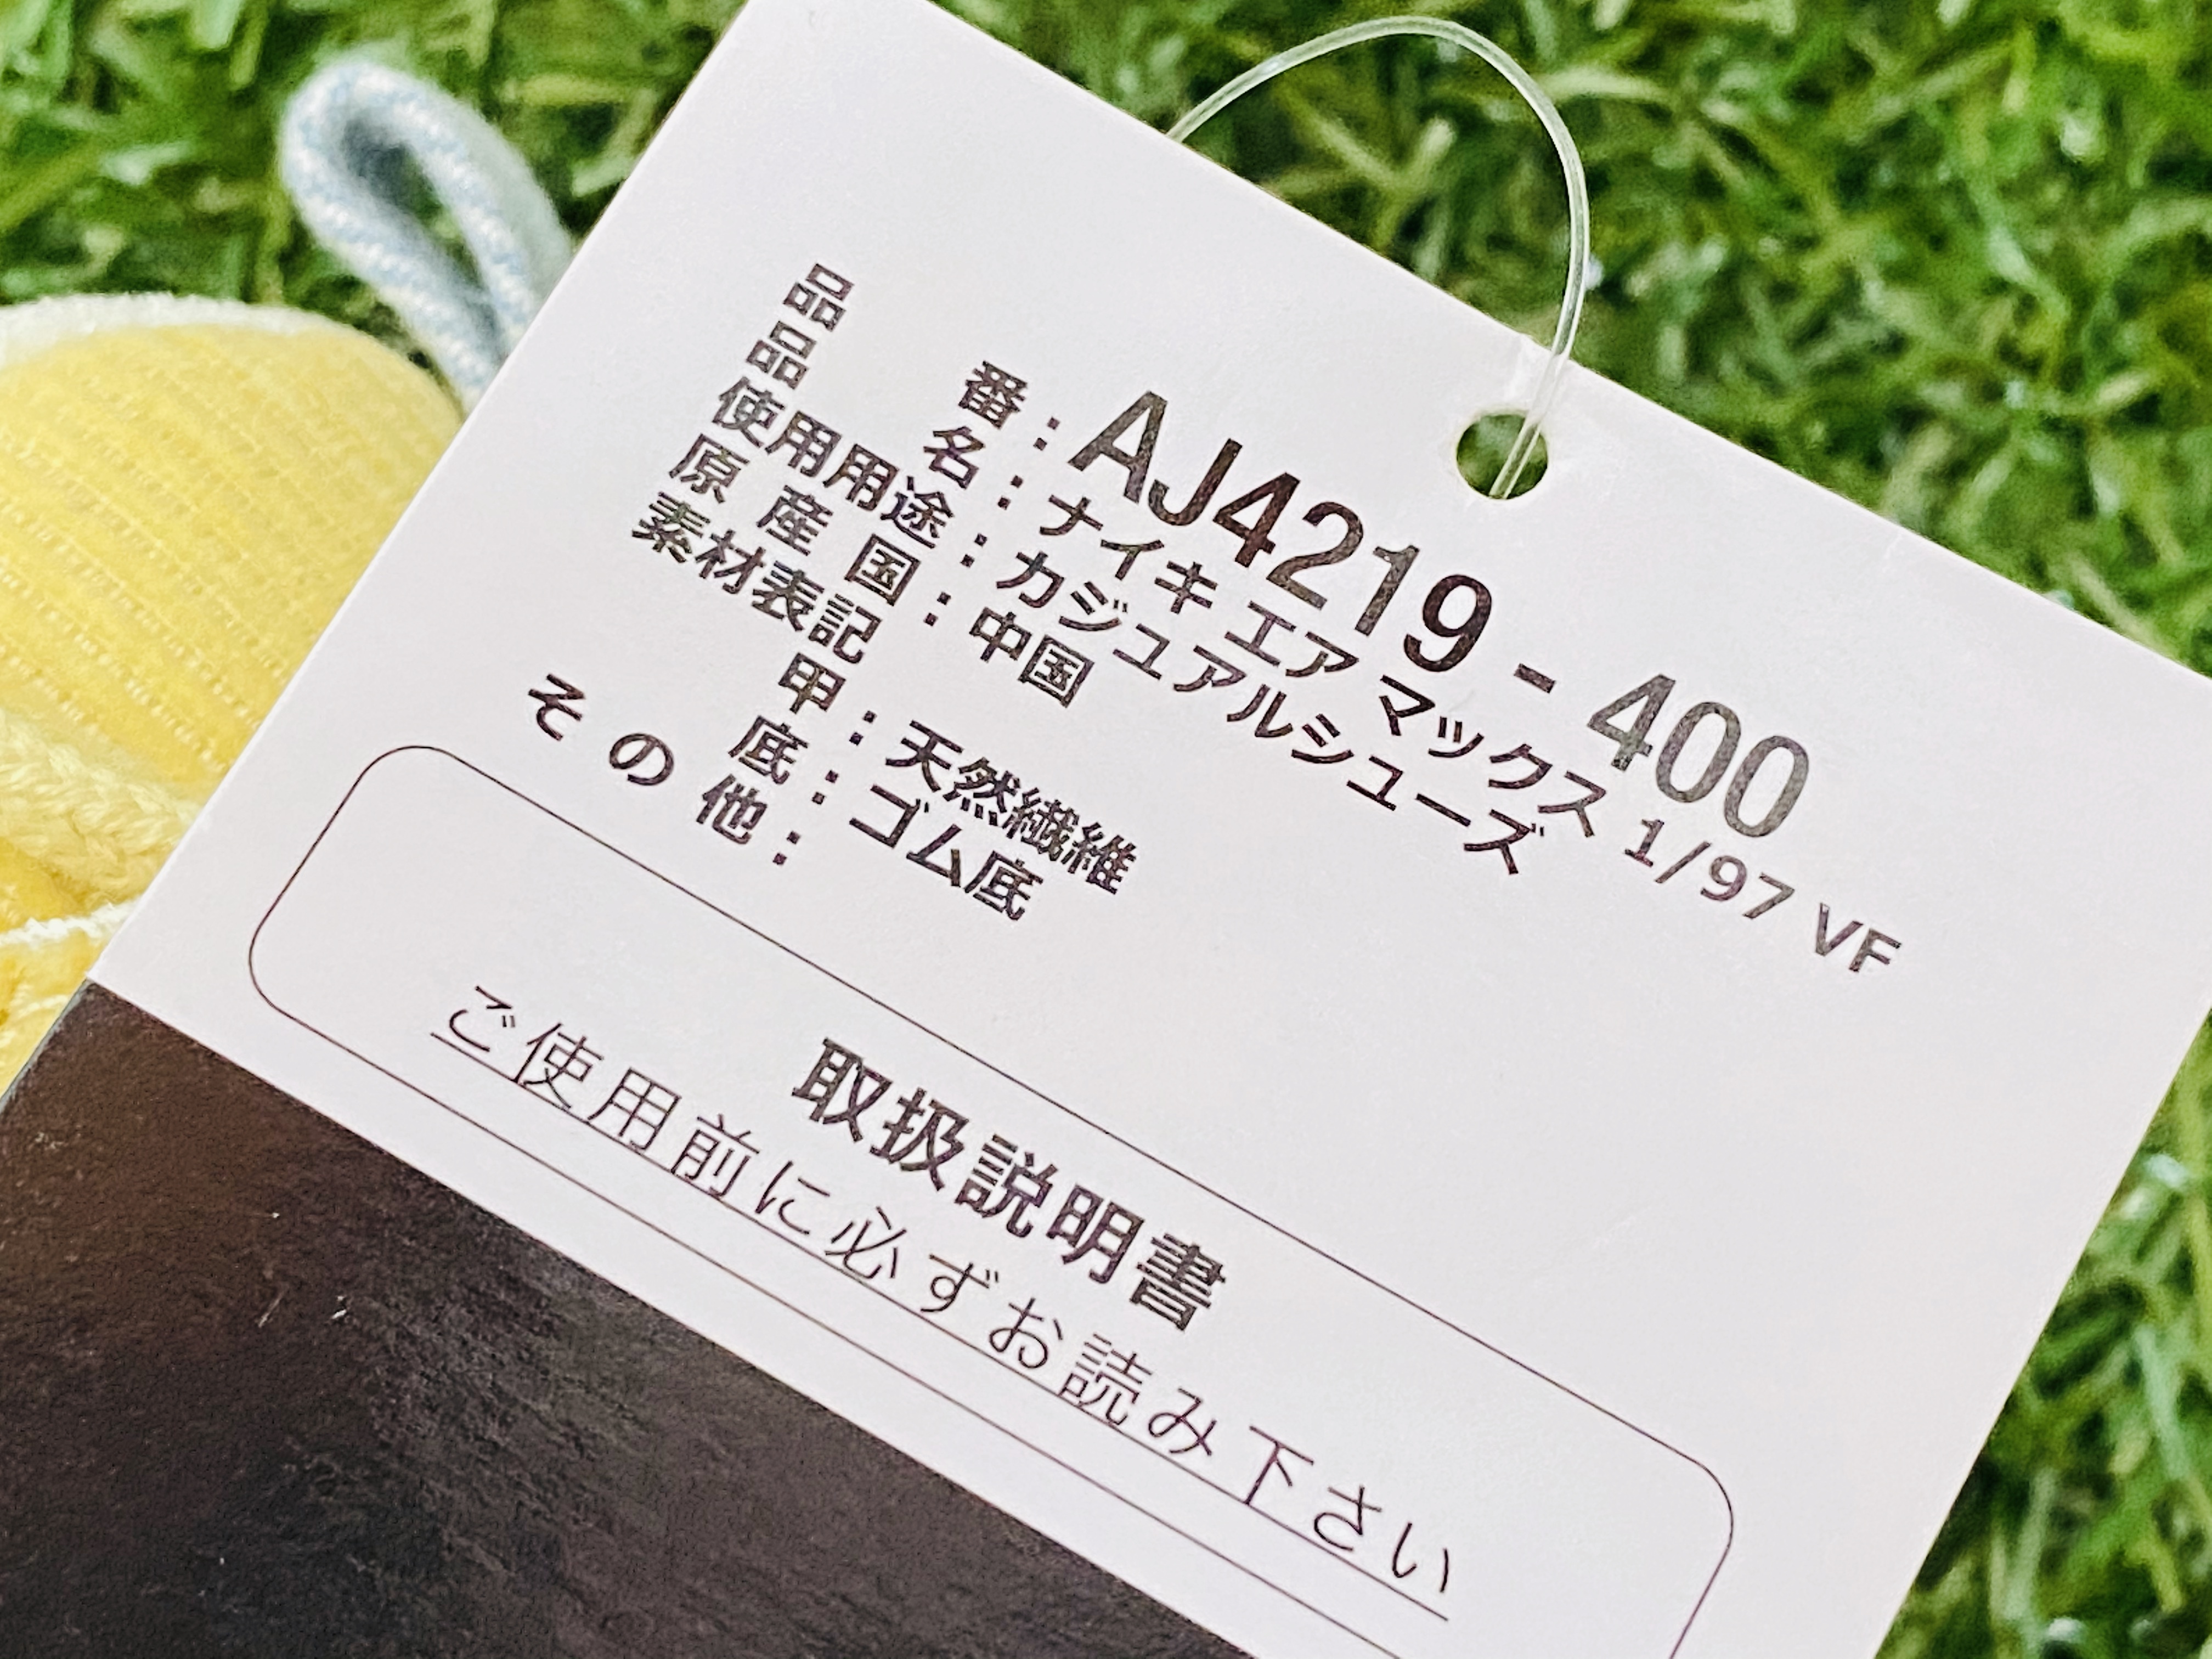 品番：AJ4219 - 400
品名：ナイキ エア マックス 1/97 VF
使用用途：カジュアルシューズ
原産国：中国
素材表記
甲：天然繊維
底：ゴム底
その他：
取扱説明書
ご使用前に必ずお読み下さい